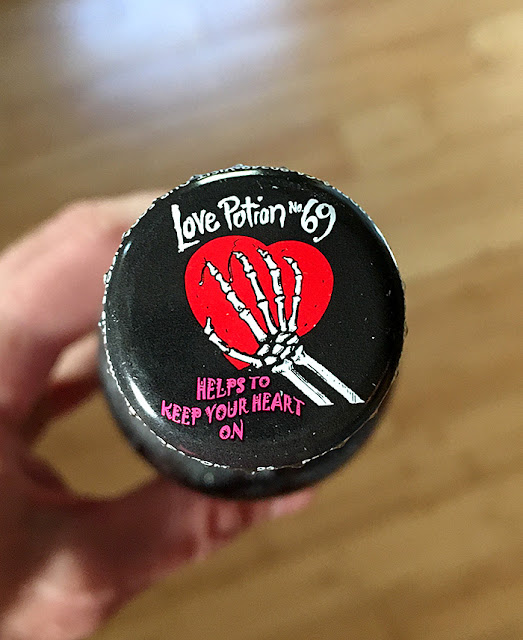 Love Potion No. 69
HELPS TO
KEEP YOUR HEART
ON